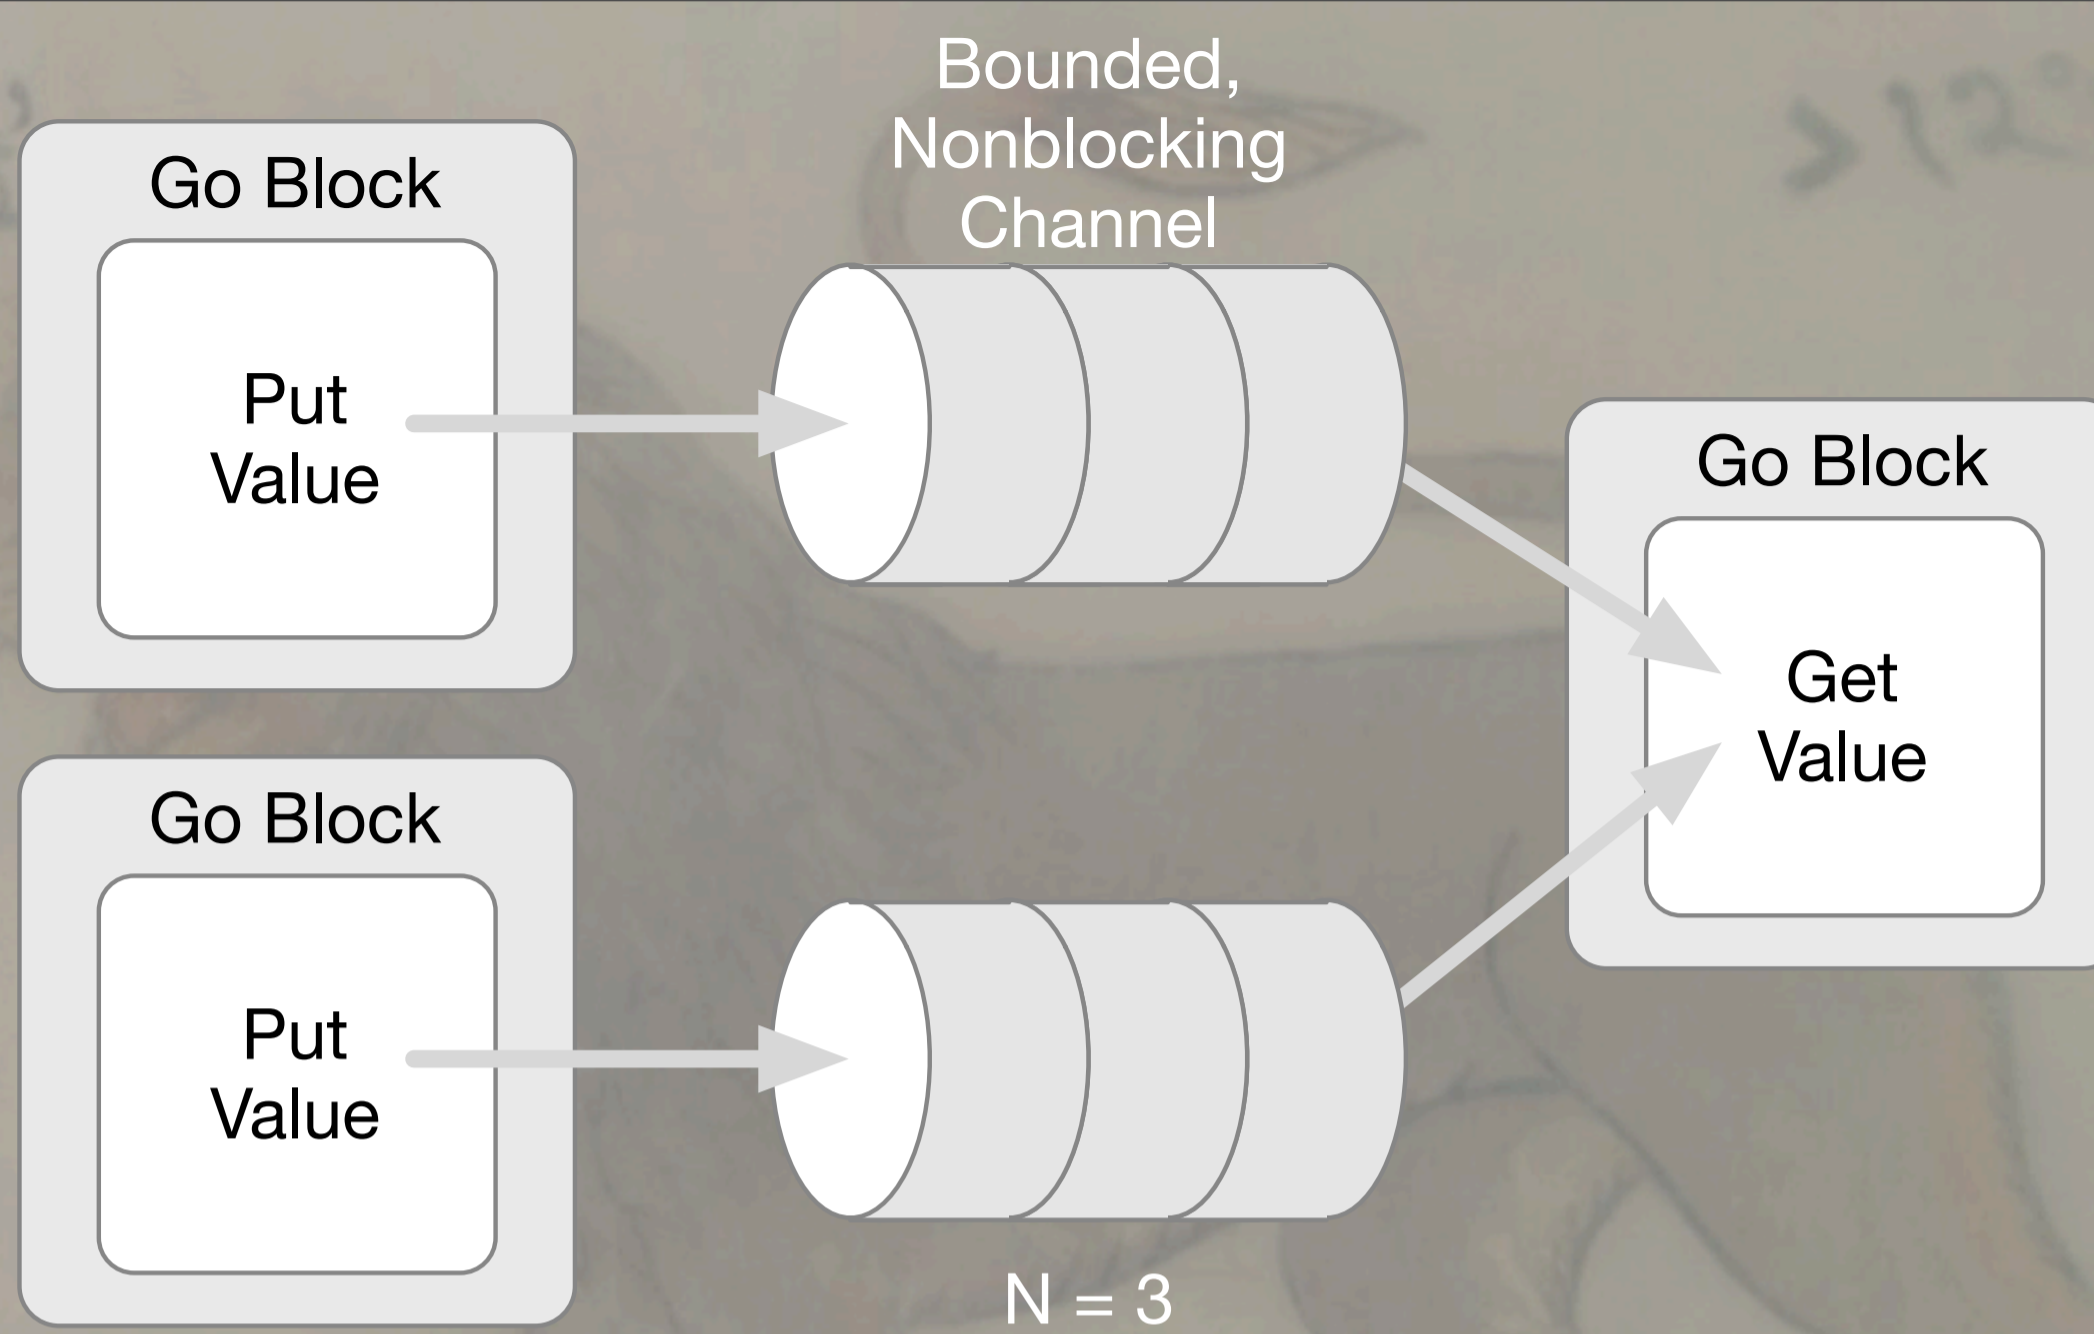 Bounded,
Nonblocking
Channel
Go Block
Put
Value
Go Block
Get
Value
Go Block
Put
Value
N = 3